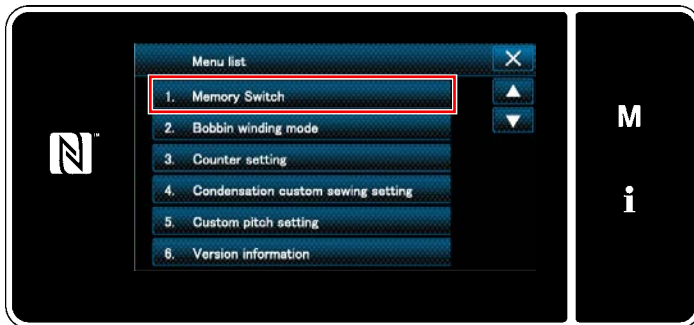 Menu list
1. Memory Switch
2. Bobbin winding mode
3. Counter setting
4. Condensation custom sewing setting
5. Custom pitch setting
6. Version information
M
i